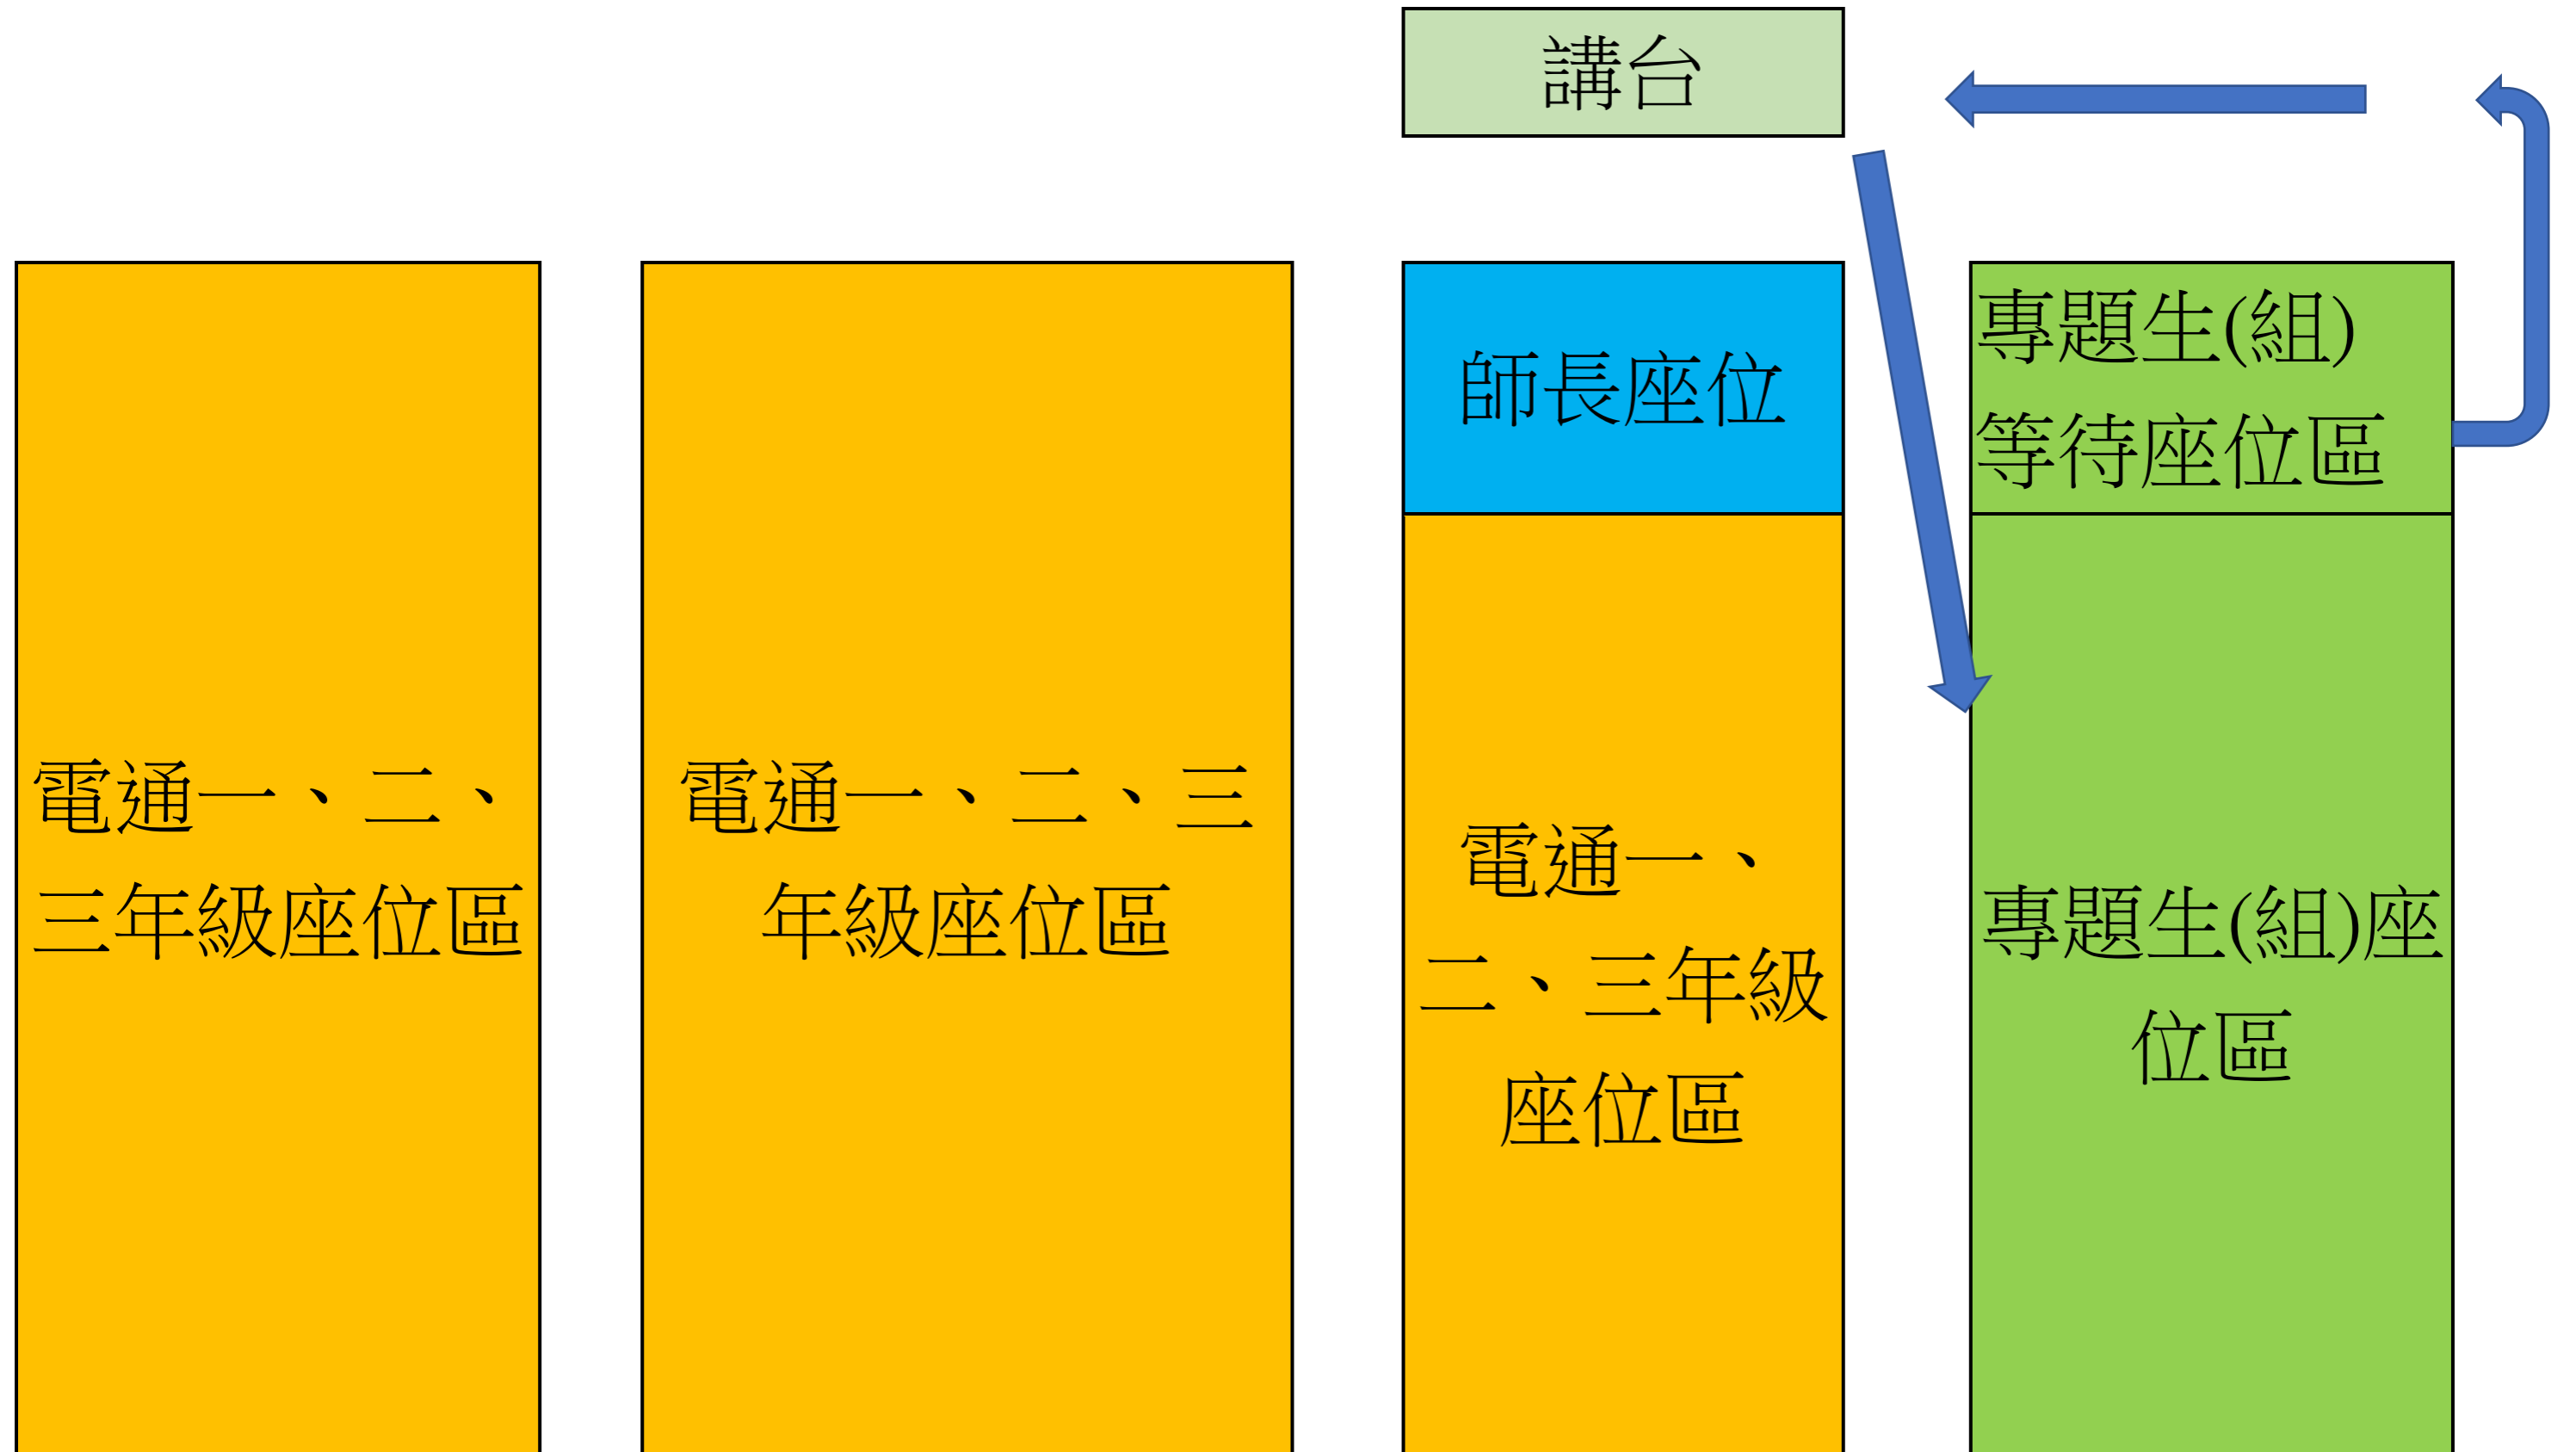 講台
電通一、二、
三年級座位區
電通一、二、三
年級座位區
師長座位
電通一、
二、三年級
座位區
專題生(組)
等待座位區
專題生(組)座
位區